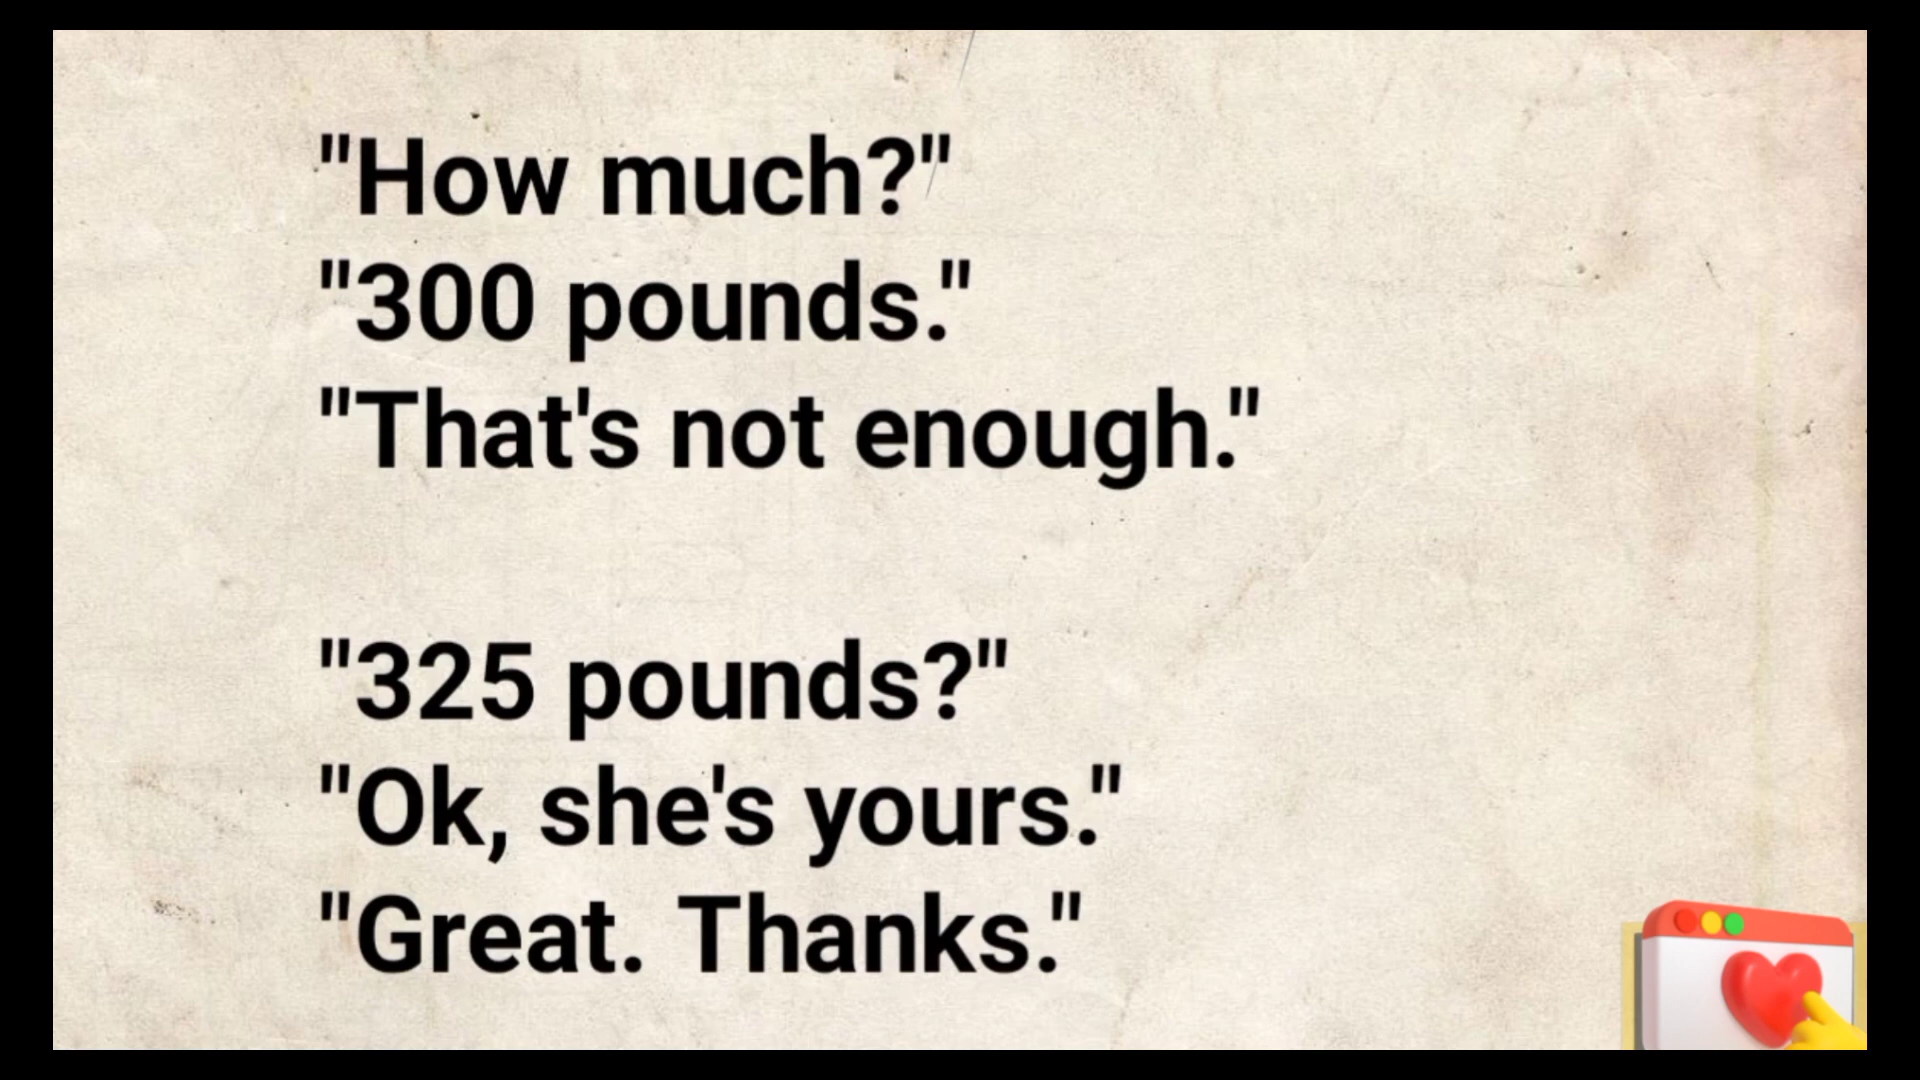 "How much?"
"300 pounds."
"That's not enough."
"325 pounds?"
"Ok, she's yours."
"Great. Thanks."